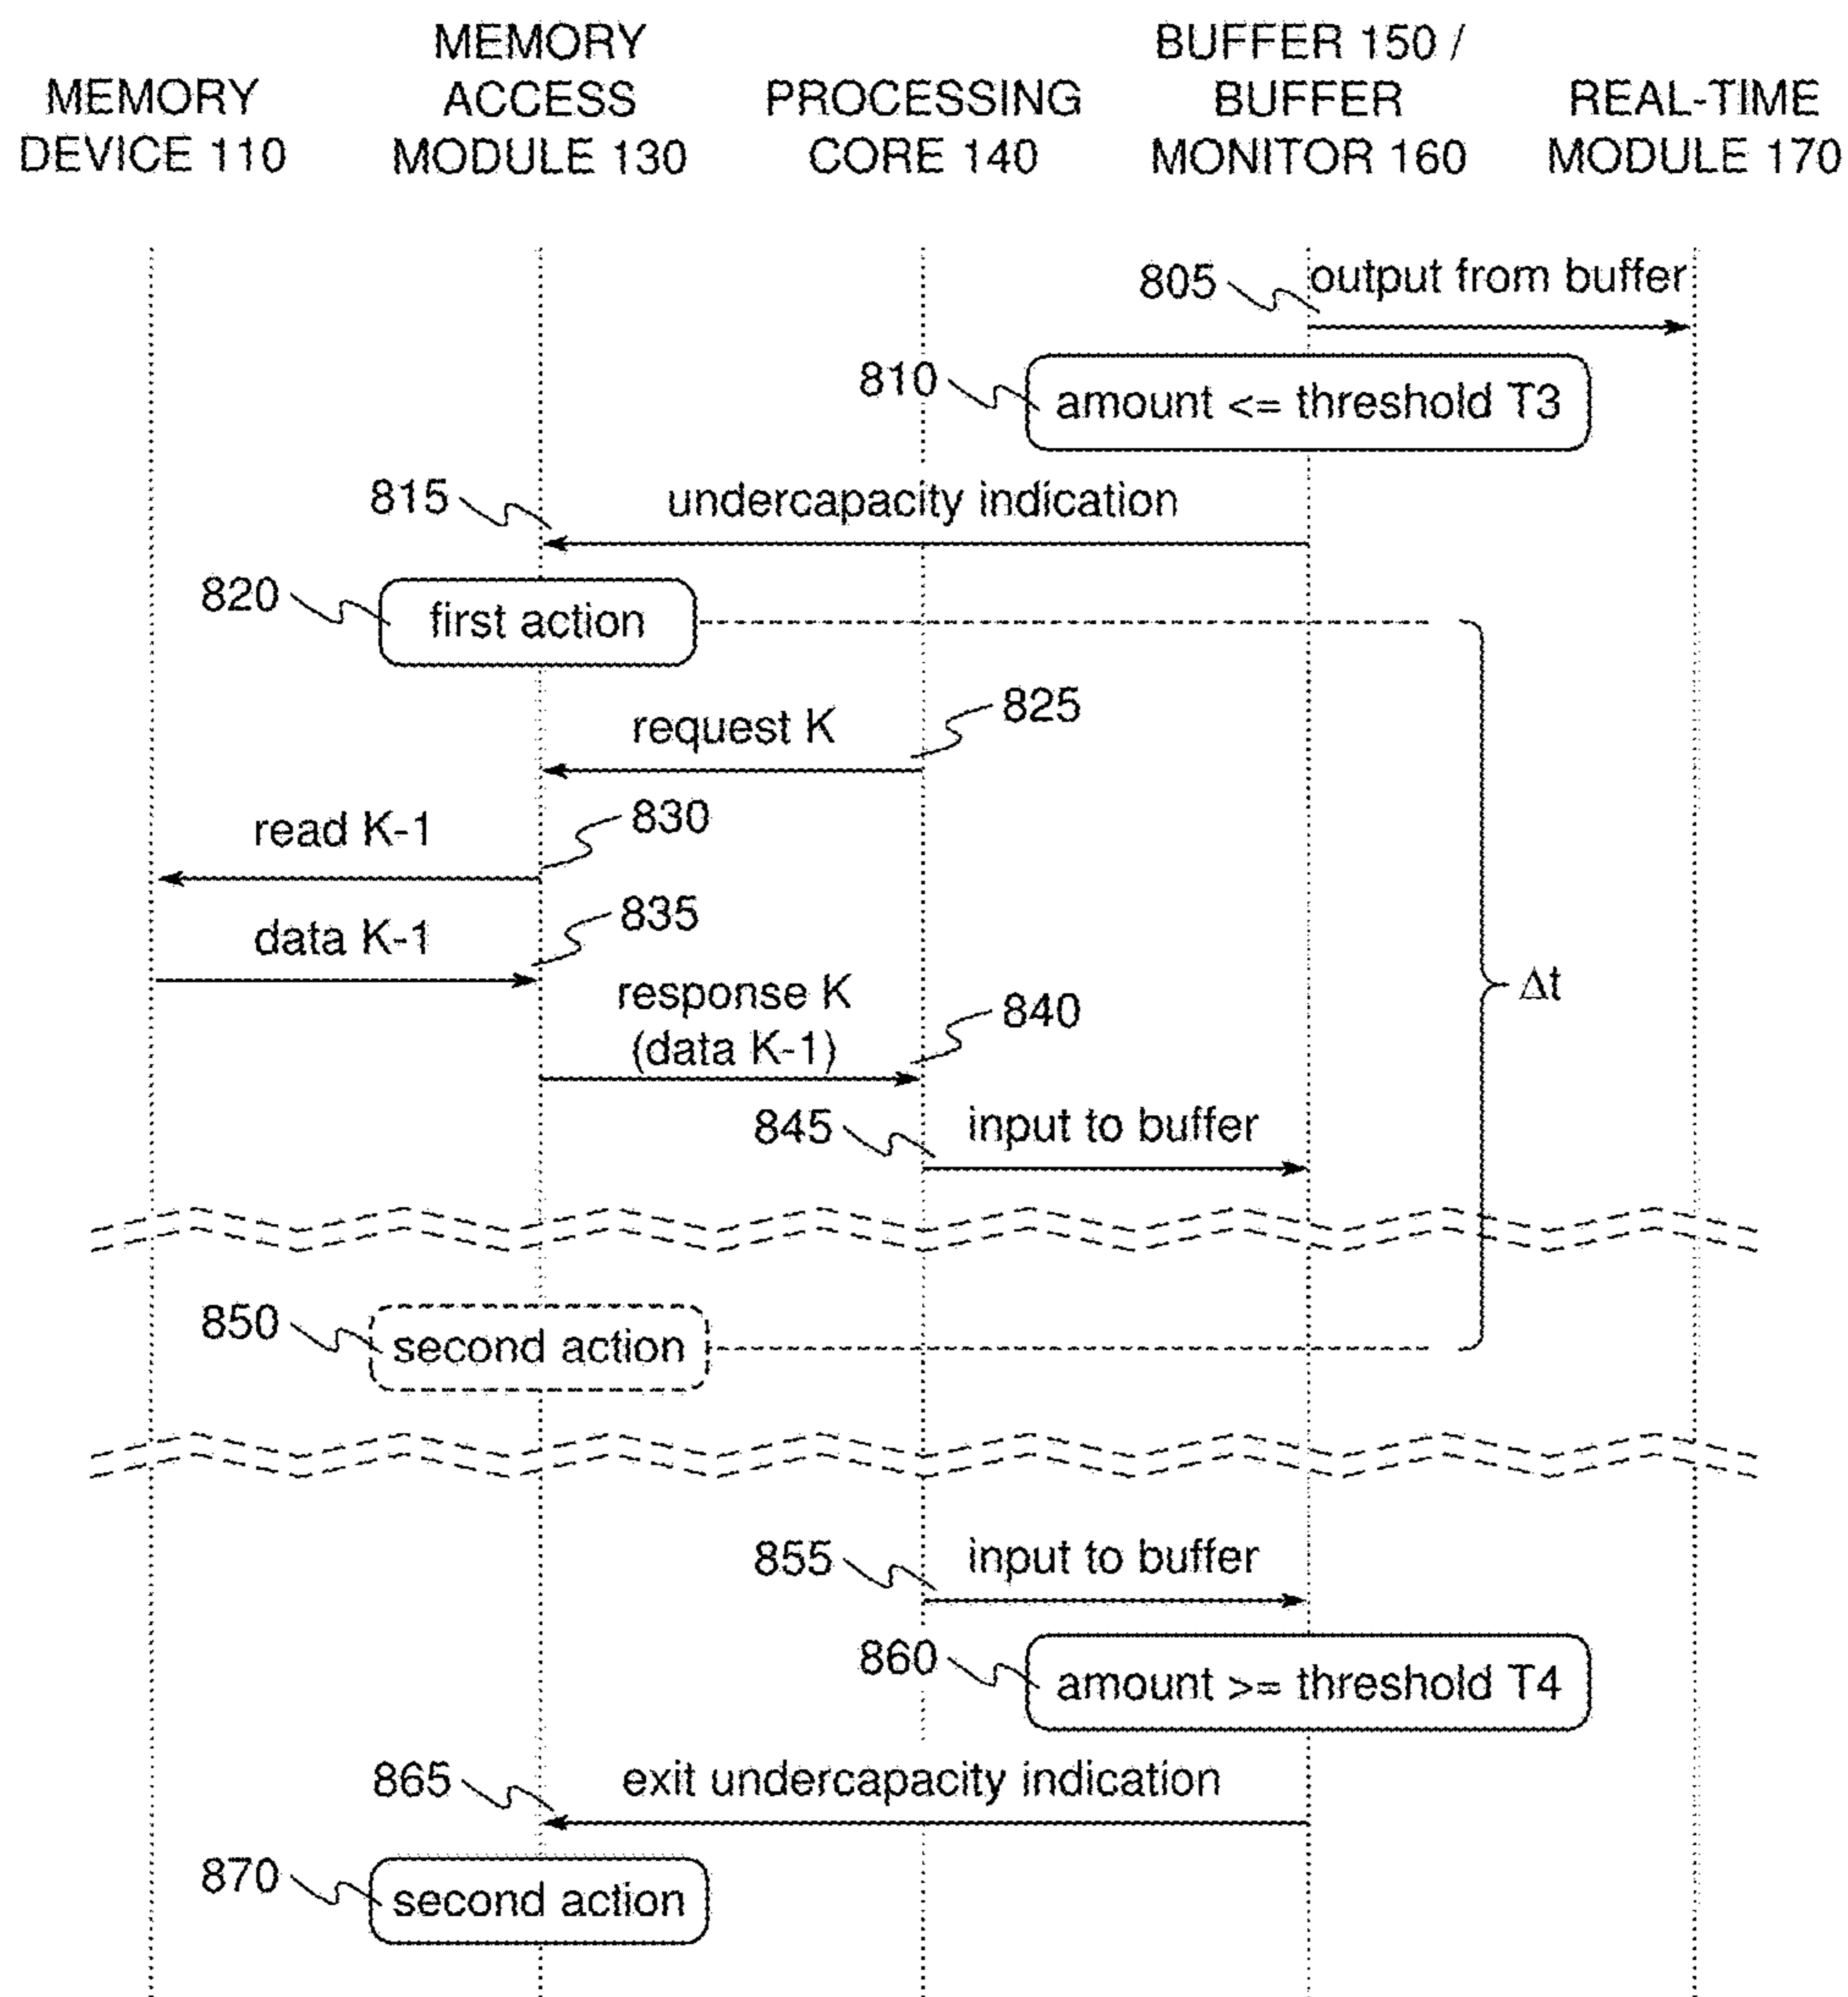 MEMORY
DEVICE 110
MEMORY
ACCESS
MODULE 130
PROCESSING
CORE 140
BUFFER 150 /
BUFFER
MONITOR 160
REAL-TIME
MODULE 170
805
output from buffer
810
amount <= threshold T3
815
undercapacity indication
820
first action
825
request K
830
read K-1
835
data K-1
840
response K
(data K-1)
Δt
845
input to buffer
850
second action
855
input to buffer
860
amount >= threshold T4
865
exit undercapacity indication
870
second action